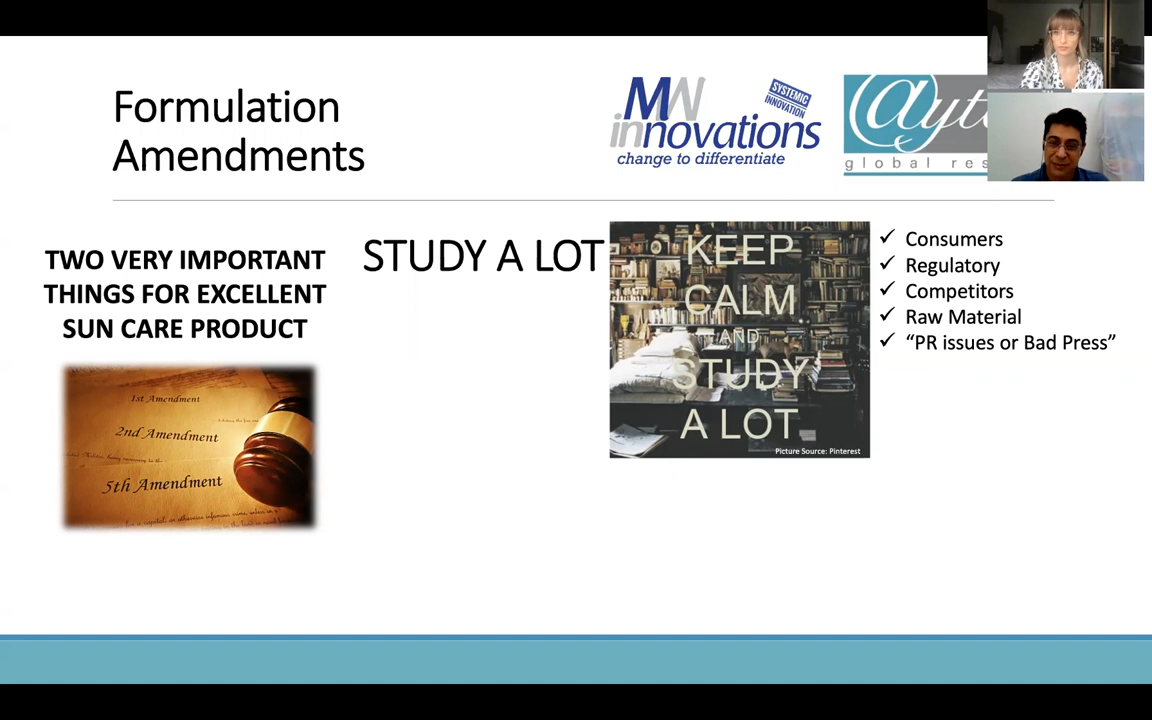 Formulation
Amendments
MW
innovations
change to differentiate
SYSTEMIC
INNOVATION
@yt
global res
TWO VERY IMPORTANT
THINGS FOR EXCELLENT
SUN CARE PRODUCT
1st Amendment
2nd Amendment
5th Amendment
STUDY A LOT
KEEP
CALM
AND
STUDY
A LOT
Picture Source: Pinterest
✓ Consumers
✓ Regulatory
✓ Competitors
✓ Raw Material
✓ “PR issues or Bad Press”